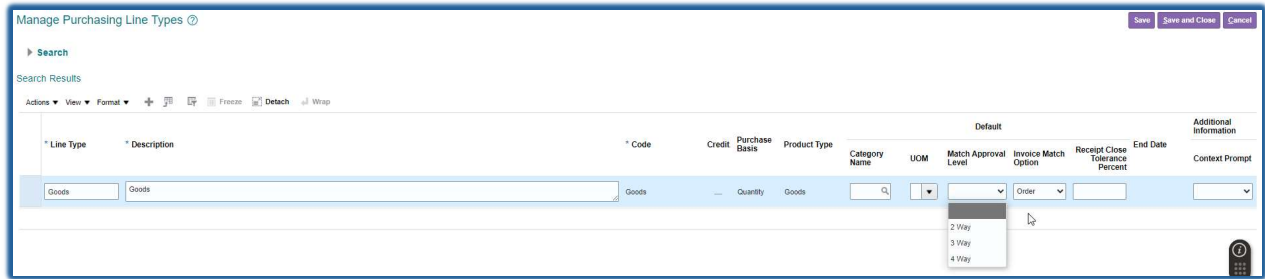 Manage Purchasing Line Types ?
Save Save and Close Cancel
Search
Search Results
Actions View Format Freeze Detach Wrap
Default
Additional Information
* Line Type * Description * Code Credit Purchase Basis Product Type Category Name UOM Match Approval Level Invoice Match Option Receipt Close Tolerance Percent End Date Context Prompt
Goods Goods Goods Quantity Goods Order
2 Way
3 Way
4 Way